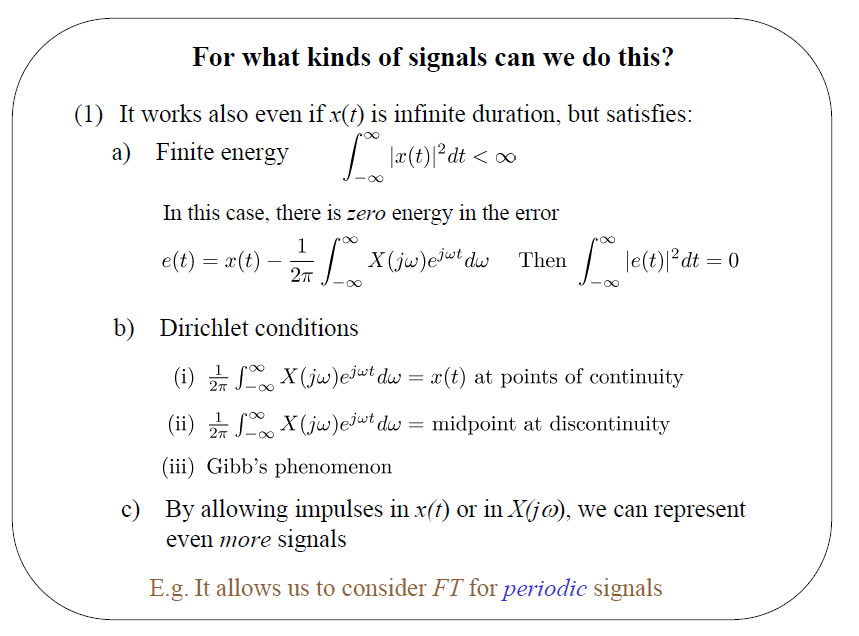 For what kinds of signals can we do this?
(1) It works also even if x(t) is infinite duration, but satisfies:
a) Finite energy ∫_{-∞}^{∞} |x(t)|² dt < ∞
In this case, there is zero energy in the error
e(t) = x(t) − \frac{1}{2π} ∫_{-∞}^{∞} X(jω)e^{jωt} dω Then ∫_{-∞}^{∞} |e(t)|² dt = 0
b) Dirichlet conditions
(i) \frac{1}{2π} ∫_{-∞}^{∞} X(jω)e^{jωt} dω = x(t) at points of continuity
(ii) \frac{1}{2π} ∫_{-∞}^{∞} X(jω)e^{jωt} dω = midpoint at discontinuity
(iii) Gibb's phenomenon
c) By allowing impulses in x(t) or in X(jω), we can represent
even more signals
E.g. It allows us to consider FT for periodic signals